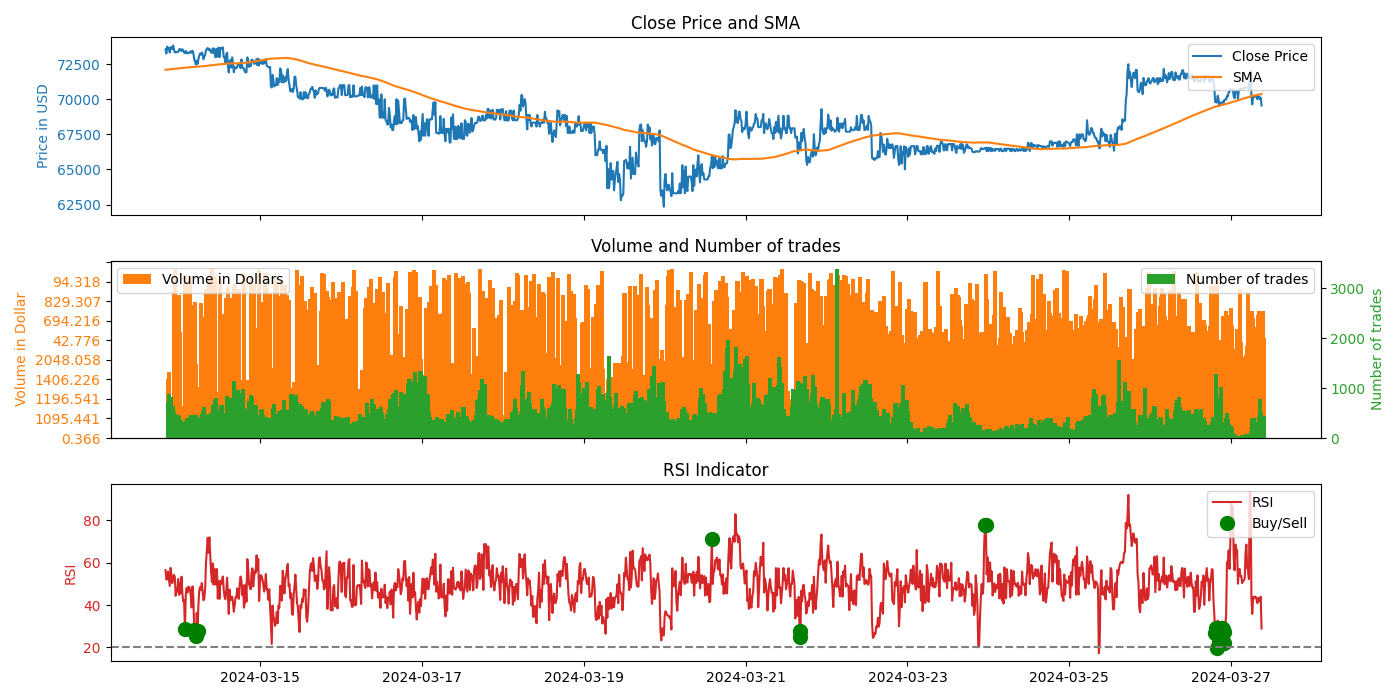 Close Price and SMA
Price in USD
72500
70000
67500
65000
62500
Close Price
SMA
Volume and Number of trades
Volume in Dollar
94.318
829.307
694.216
42.776
2048.058
1406.226
1196.541
1095.441
0.366
Volume in Dollars
Number of trades
3000
2000
1000
0
Number of trades
RSI Indicator
RSI
80
60
40
20
RSI
Buy/Sell
2024-03-15 2024-03-17 2024-03-19 2024-03-21 2024-03-23 2024-03-25 2024-03-27